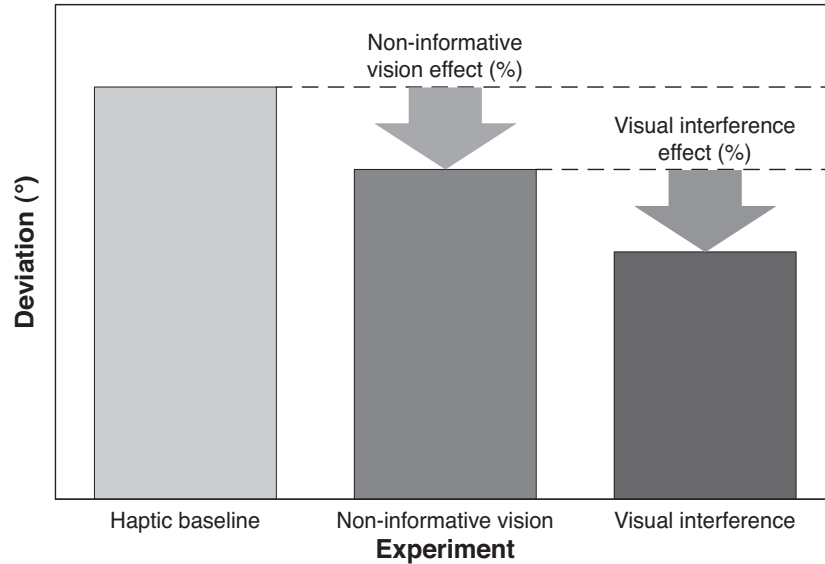 Non-informative
vision effect (%)
Visual interference
effect (%)
Deviation (°)
Haptic baseline
Non-informative vision
Visual interference
Experiment